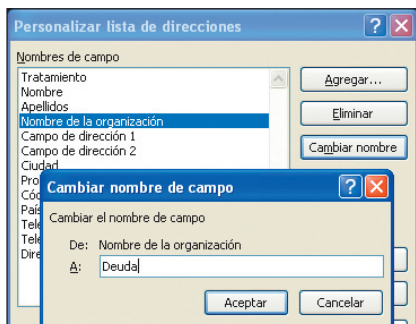 Personalizar lista de direcciones
Nombres de campo
Tratamiento
Nombre
Apellidos
Nombre de la organización
Campo de dirección 1
Campo de dirección 2
Ciudad
Agregar...
Eliminar
Cambiar nombre
Cambiar nombre de campo
Cambiar el nombre de campo
De: Nombre de la organización
A: Deuda
Aceptar
Cancelar